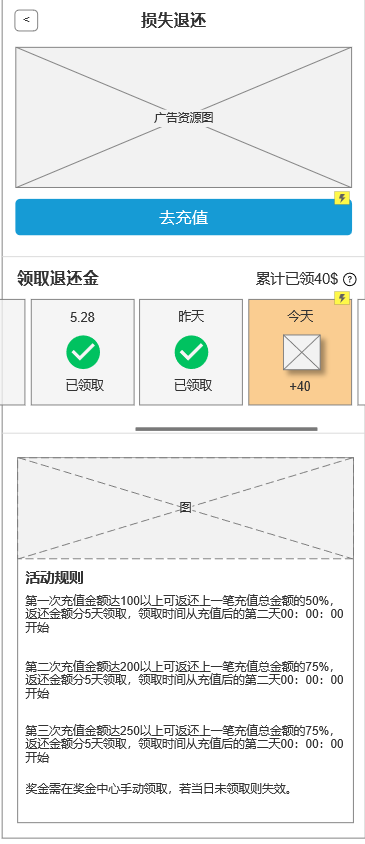 <
损失退还
广告资源图
去充值
领取退还金
累计已领40$ ?
5.28
昨天
今天
已领取
已领取
+40
图
活动规则
第一次充值金额达100以上可返还上一笔充值总金额的50%，
返还金额分5天领取，领取时间从充值后的第二天00：00：00
开始
第二次充值金额达200以上可返还上一笔充值总金额的75%，
返还金额分5天领取，领取时间从充值后的第二天00：00：00
开始
第三次充值金额达250以上可返还上一笔充值总金额的75%，
返还金额分5天领取，领取时间从充值后的第二天00：00：00
开始
奖金需在奖金中心手动领取，若当日未领取则失效。